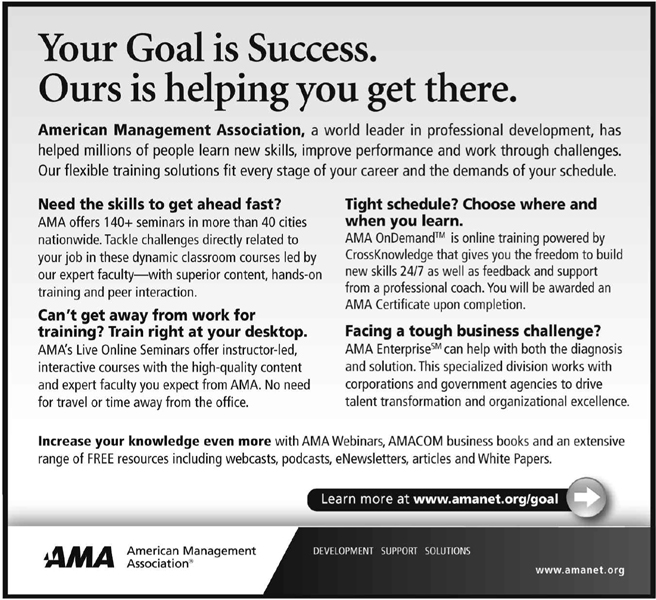 Your Goal is Success.
Ours is helping you get there.
American Management Association, a world leader in professional development, has
helped millions of people learn new skills, improve performance and work through challenges.
Our flexible training solutions fit every stage of your career and the demands of your schedule.
Need the skills to get ahead fast?
AMA offers 140+ seminars in more than 40 cities
nationwide. Tackle challenges directly related to
your job in these dynamic classroom courses led by
our expert faculty—with superior content, hands-on
training and peer interaction.
Can't get away from work for
training? Train right at your desktop.
AMA's Live Online Seminars offer instructor-led,
interactive courses with the high-quality content
and expert faculty you expect from AMA. No need
for travel or time away from the office.
Tight schedule? Choose where and
when you learn.
AMA OnDemand™ is online training powered by
CrossKnowledge that gives you the freedom to build
new skills 24/7 as well as feedback and support
from a professional coach. You will be awarded an
AMA Certificate upon completion.
Facing a tough business challenge?
AMA Enterprise℠ can help with both the diagnosis
and solution. This specialized division works with
corporations and government agencies to drive
talent transformation and organizational excellence.
Increase your knowledge even more with AMA Webinars, AMACOM business books and an extensive
range of FREE resources including webcasts, podcasts, eNewsletters, articles and White Papers.
Learn more at www.amanet.org/goal
AMA
American Management
Association®
DEVELOPMENT SUPPORT SOLUTIONS
www.amanet.org